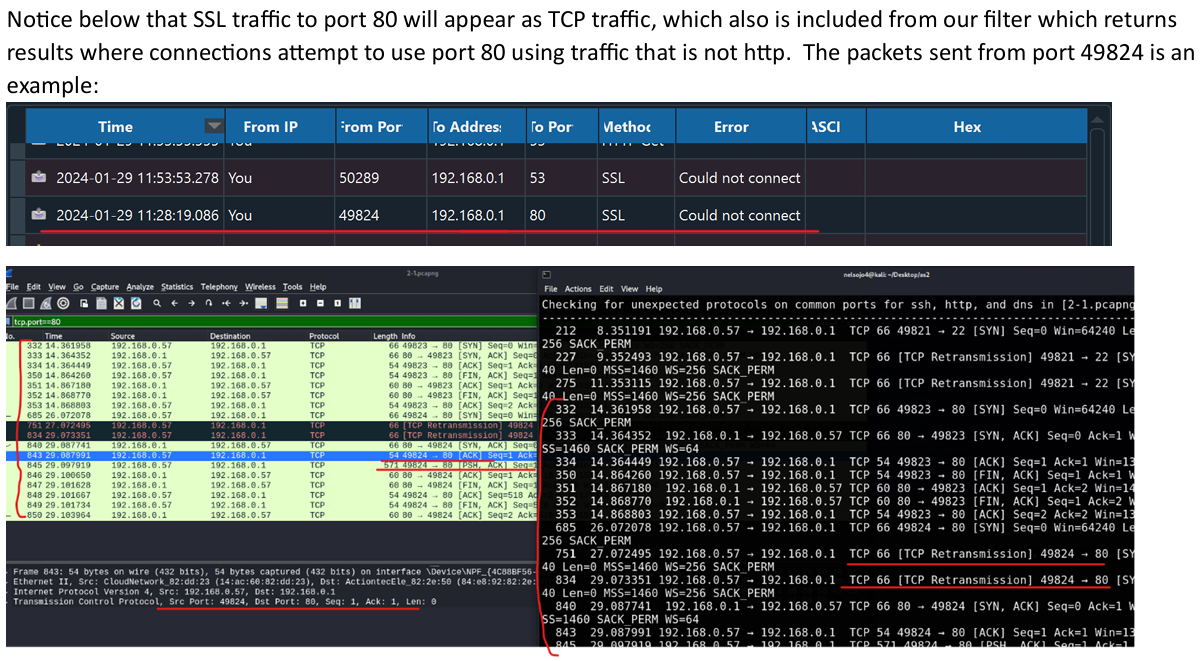 Notice below that SSL traffic to port 80 will appear as TCP traffic, which also is included from our filter which returns
results where connections attempt to use port 80 using traffic that is not http.  The packets sent from port 49824 is an
example:
Time From IP From Por To Addres To Por Method Error ASCI Hex
2024-01-29 11:53:53.278 You 50289 192.168.0.1 53 SSL Could not connect
2024-01-29 11:28:19.086 You 49824 192.168.0.1 80 SSL Could not connect
2-1.pcapng
File Edit View Go Capture Analyze Statistics Telephony Wireless Tools Help
tcp.port==80
No. Time Source Destination Protocol Length Info
332 14.361958 192.168.0.57 192.168.0.1 TCP 66 49823 → 80 [SYN] Seq=0 Win=
333 14.364352 192.168.0.1 192.168.0.57 TCP 66 80 → 49823 [SYN, ACK] Seq=0
334 14.364449 192.168.0.57 192.168.0.1 TCP 54 49823 → 80 [ACK] Seq=1 Ack=
350 14.864260 192.168.0.57 192.168.0.1 TCP 54 49823 → 80 [FIN, ACK] Seq=1
351 14.867180 192.168.0.1 192.168.0.57 TCP 60 80 → 49823 [ACK] Seq=1 Ack=
352 14.868770 192.168.0.1 192.168.0.57 TCP 60 80 → 49823 [FIN, ACK] Seq=1
353 14.868803 192.168.0.57 192.168.0.1 TCP 54 49823 → 80 [ACK] Seq=2 Ack=
685 26.072078 192.168.0.57 192.168.0.1 TCP 66 49824 → 80 [SYN] Seq=0 Win=
751 27.072495 192.168.0.57 192.168.0.1 TCP 66 [TCP Retransmission] 49824
834 29.073351 192.168.0.57 192.168.0.1 TCP 66 [TCP Retransmission] 49824
840 29.087741 192.168.0.1 192.168.0.57 TCP 66 80 → 49824 [SYN, ACK] Seq=0
843 29.087991 192.168.0.57 192.168.0.1 TCP 54 49824 → 80 [ACK] Seq=1 Ack=
845 29.097919 192.168.0.57 192.168.0.1 TCP 571 49824 → 80 [PSH, ACK] Seq=1
846 29.100650 192.168.0.1 192.168.0.57 TCP 60 80 → 49824 [ACK] Seq=1 Ack=
847 29.101628 192.168.0.1 192.168.0.57 TCP 60 80 → 49824 [FIN, ACK] Seq=1
848 29.101667 192.168.0.57 192.168.0.1 TCP 54 49824 → 80 [ACK] Seq=518 Ac
849 29.101734 192.168.0.57 192.168.0.1 TCP 54 49824 → 80 [FIN, ACK] Seq=5
850 29.103964 192.168.0.1 192.168.0.57 TCP 60 80 → 49824 [ACK] Seq=2 Ack=
Frame 843: 54 bytes on wire (432 bits), 54 bytes captured (432 bits) on interface \Device\NPF_{4C88BF56-
Ethernet II, Src: CloudNetwork_82:dd:23 (14:ac:60:82:dd:23), Dst: ActiontecEle_82:2e:50 (84:e8:92:82:2e:
Internet Protocol Version 4, Src: 192.168.0.57, Dst: 192.168.0.1
Transmission Control Protocol, Src Port: 49824, Dst Port: 80, Seq: 1, Ack: 1, Len: 0
nelsojo4@kali: ~/Desktop/as2
File Actions Edit View Help
Checking for unexpected protocols on common ports for ssh, http, and dns in [2-1.pcapng
212 8.351191 192.168.0.57 → 192.168.0.1 TCP 66 49821 → 22 [SYN] Seq=0 Win=64240 Le
256 SACK_PERM
227 9.352493 192.168.0.57 → 192.168.0.1 TCP 66 [TCP Retransmission] 49821 → 22 [SY
40 Len=0 MSS=1460 WS=256 SACK_PERM
275 11.353115 192.168.0.57 → 192.168.0.1 TCP 66 [TCP Retransmission] 49821 → 22 [SY
40 Len=0 MSS=1460 WS=256 SACK_PERM
332 14.361958 192.168.0.57 → 192.168.0.1 TCP 66 49823 → 80 [SYN] Seq=0 Win=64240 Le
256 SACK_PERM
333 14.364352 192.168.0.1 → 192.168.0.57 TCP 66 80 → 49823 [SYN, ACK] Seq=0 Ack=1 W
SS=1460 SACK_PERM WS=64
334 14.364449 192.168.0.57 → 192.168.0.1 TCP 54 49823 → 80 [ACK] Seq=1 Ack=1 Win=13
350 14.864260 192.168.0.57 → 192.168.0.1 TCP 54 49823 → 80 [FIN, ACK] Seq=1 Ack=1 W
351 14.867180 192.168.0.1 → 192.168.0.57 TCP 60 80 → 49823 [ACK] Seq=1 Ack=2 Win=14
352 14.868770 192.168.0.1 → 192.168.0.57 TCP 60 80 → 49823 [FIN, ACK] Seq=1 Ack=2 W
353 14.868803 192.168.0.57 → 192.168.0.1 TCP 54 49823 → 80 [ACK] Seq=2 Ack=2 Win=13
685 26.072078 192.168.0.57 → 192.168.0.1 TCP 66 49824 → 80 [SYN] Seq=0 Win=64240 Le
256 SACK_PERM
751 27.072495 192.168.0.57 → 192.168.0.1 TCP 66 [TCP Retransmission] 49824 → 80 [SY
40 Len=0 MSS=1460 WS=256 SACK_PERM
834 29.073351 192.168.0.57 → 192.168.0.1 TCP 66 [TCP Retransmission] 49824 → 80 [SY
40 Len=0 MSS=1460 WS=256 SACK_PERM
840 29.087741 192.168.0.1 → 192.168.0.57 TCP 66 80 → 49824 [SYN, ACK] Seq=0 Ack=1 W
SS=1460 SACK_PERM WS=64
843 29.087991 192.168.0.57 → 192.168.0.1 TCP 54 49824 → 80 [ACK] Seq=1 Ack=1 Win=13
845 29.097919 192.168.0.57 → 192.168.0.1 TCP 571 49824 → 80 [PSH, ACK] Seq=1 Ack=1